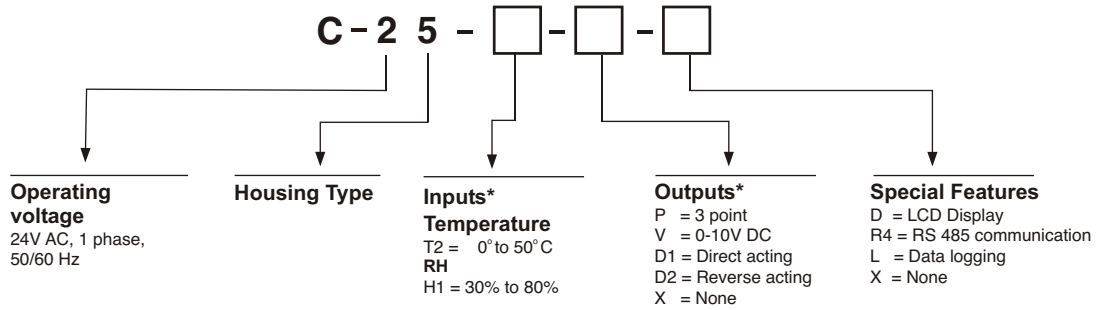 C-25-□-□-□
Operating
voltage
24V AC, 1 phase,
50/60 Hz
Housing Type
Inputs*
Temperature
T2 = 0° to 50°C
RH
H1 = 30% to 80%
Outputs*
P = 3 point
V = 0-10V DC
D1 = Direct acting
D2 = Reverse acting
X = None
Special Features
D = LCD Display
R4 = RS 485 communication
L = Data logging
X = None